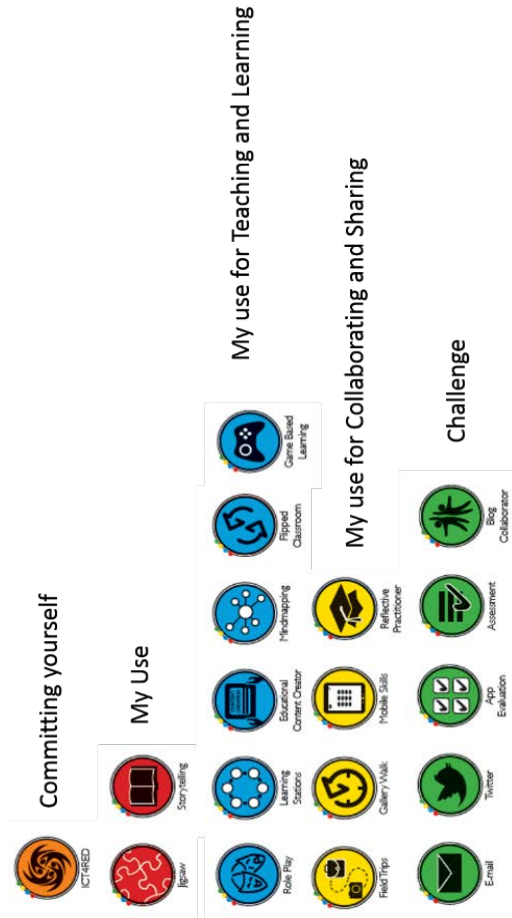 ICT4RED
Committing yourself
Jigsaw
Storytelling
My Use
Role Play
Learning
Stations
Educational
Content Creator
Mindmapping
Flipped
Classroom
Game Based
Learning
My use for Teaching and Learning
Field Trips
Gallery Walk
Mobile Skills
Reflective
Practitioner
My use for Collaborating and Sharing
E-mail
Twitter
App
Evaluation
Assessment
Blog
Collaborator
Challenge